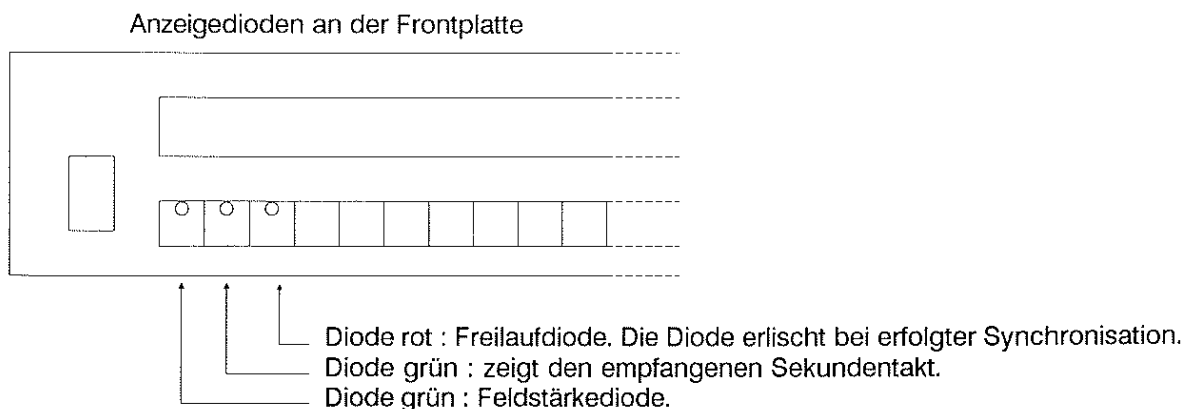 Anzeigedioden an der Frontplatte
Diode rot : Freilaufdiode. Die Diode erlischt bei erfolgter Synchronisation.
Diode grün : zeigt den empfangenen Sekundentakt.
Diode grün : Feldstärkediode.